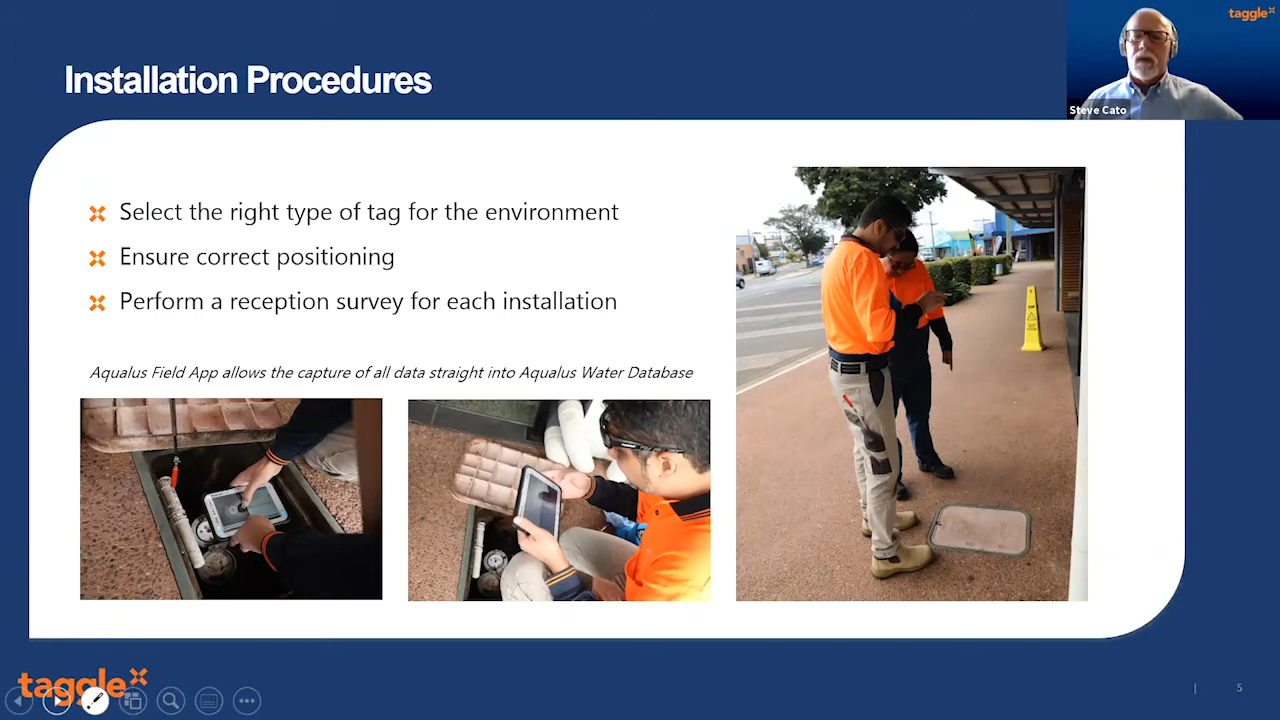 taggle
Steve Cato
Installation Procedures
Select the right type of tag for the environment
Ensure correct positioning
Perform a reception survey for each installation
Aqualus Field App allows the capture of all data straight into Aqualus Water Database
taggle
| 5